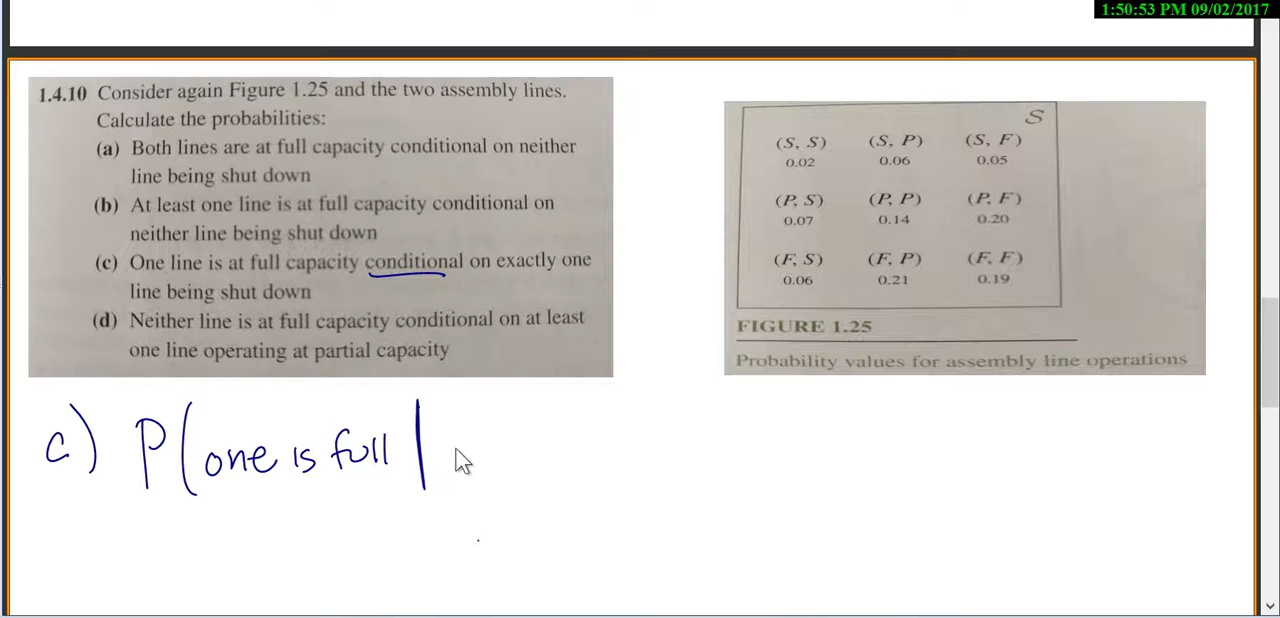 1:50:53 PM 09/02/2017
1.4.10 Consider again Figure 1.25 and the two assembly lines.
Calculate the probabilities:
(a) Both lines are at full capacity conditional on neither
line being shut down
(b) At least one line is at full capacity conditional on
neither line being shut down
(c) One line is at full capacity conditional on exactly one
line being shut down
(d) Neither line is at full capacity conditional on at least
one line operating at partial capacity
S
(S, S) (S, P) (S, F)
0.02 0.06 0.05
(P, S) (P, P) (P, F)
0.07 0.14 0.20
(F, S) (F, P) (F, F)
0.06 0.21 0.19
FIGURE 1.25
Probability values for assembly line operations
c) P(one is full |